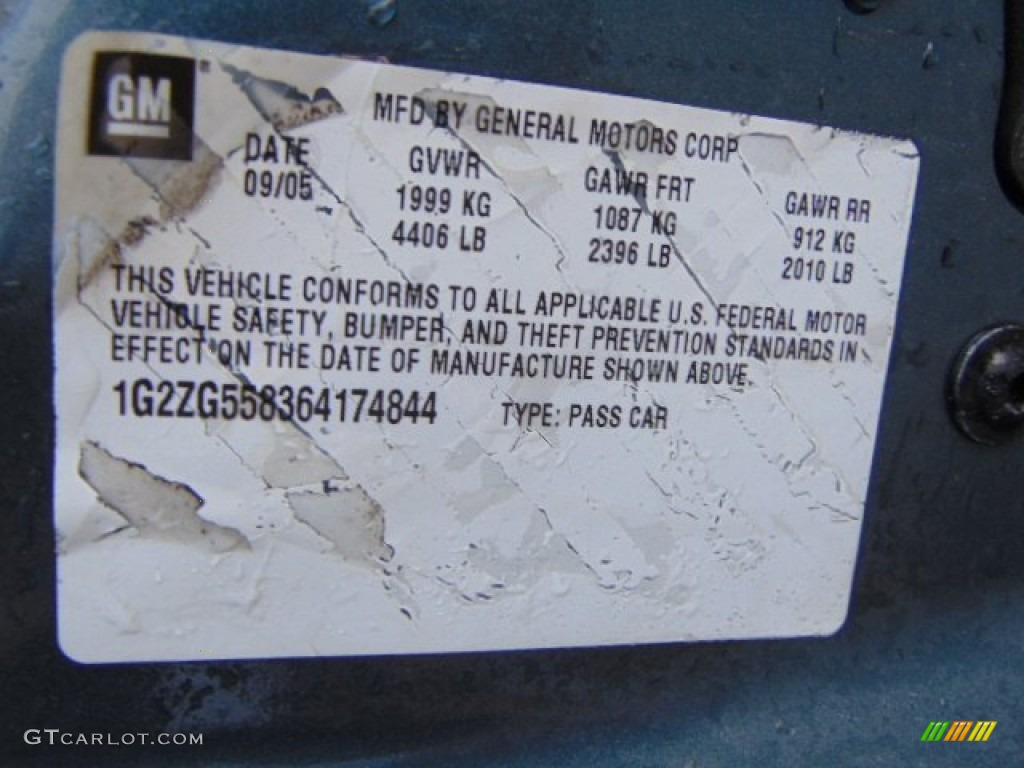 GM
MFD BY GENERAL MOTORS CORP
DATE GVWR GAWR FRT GAWR RR
09/05 1999 KG 1087 KG 912 KG
4406 LB 2396 LB 2010 LB
THIS VEHICLE CONFORMS TO ALL APPLICABLE U.S. FEDERAL MOTOR
VEHICLE SAFETY, BUMPER, AND THEFT PREVENTION STANDARDS IN
EFFECT ON THE DATE OF MANUFACTURE SHOWN ABOVE.
1G2ZG558364174844 TYPE: PASS CAR
GTCARLOT.COM